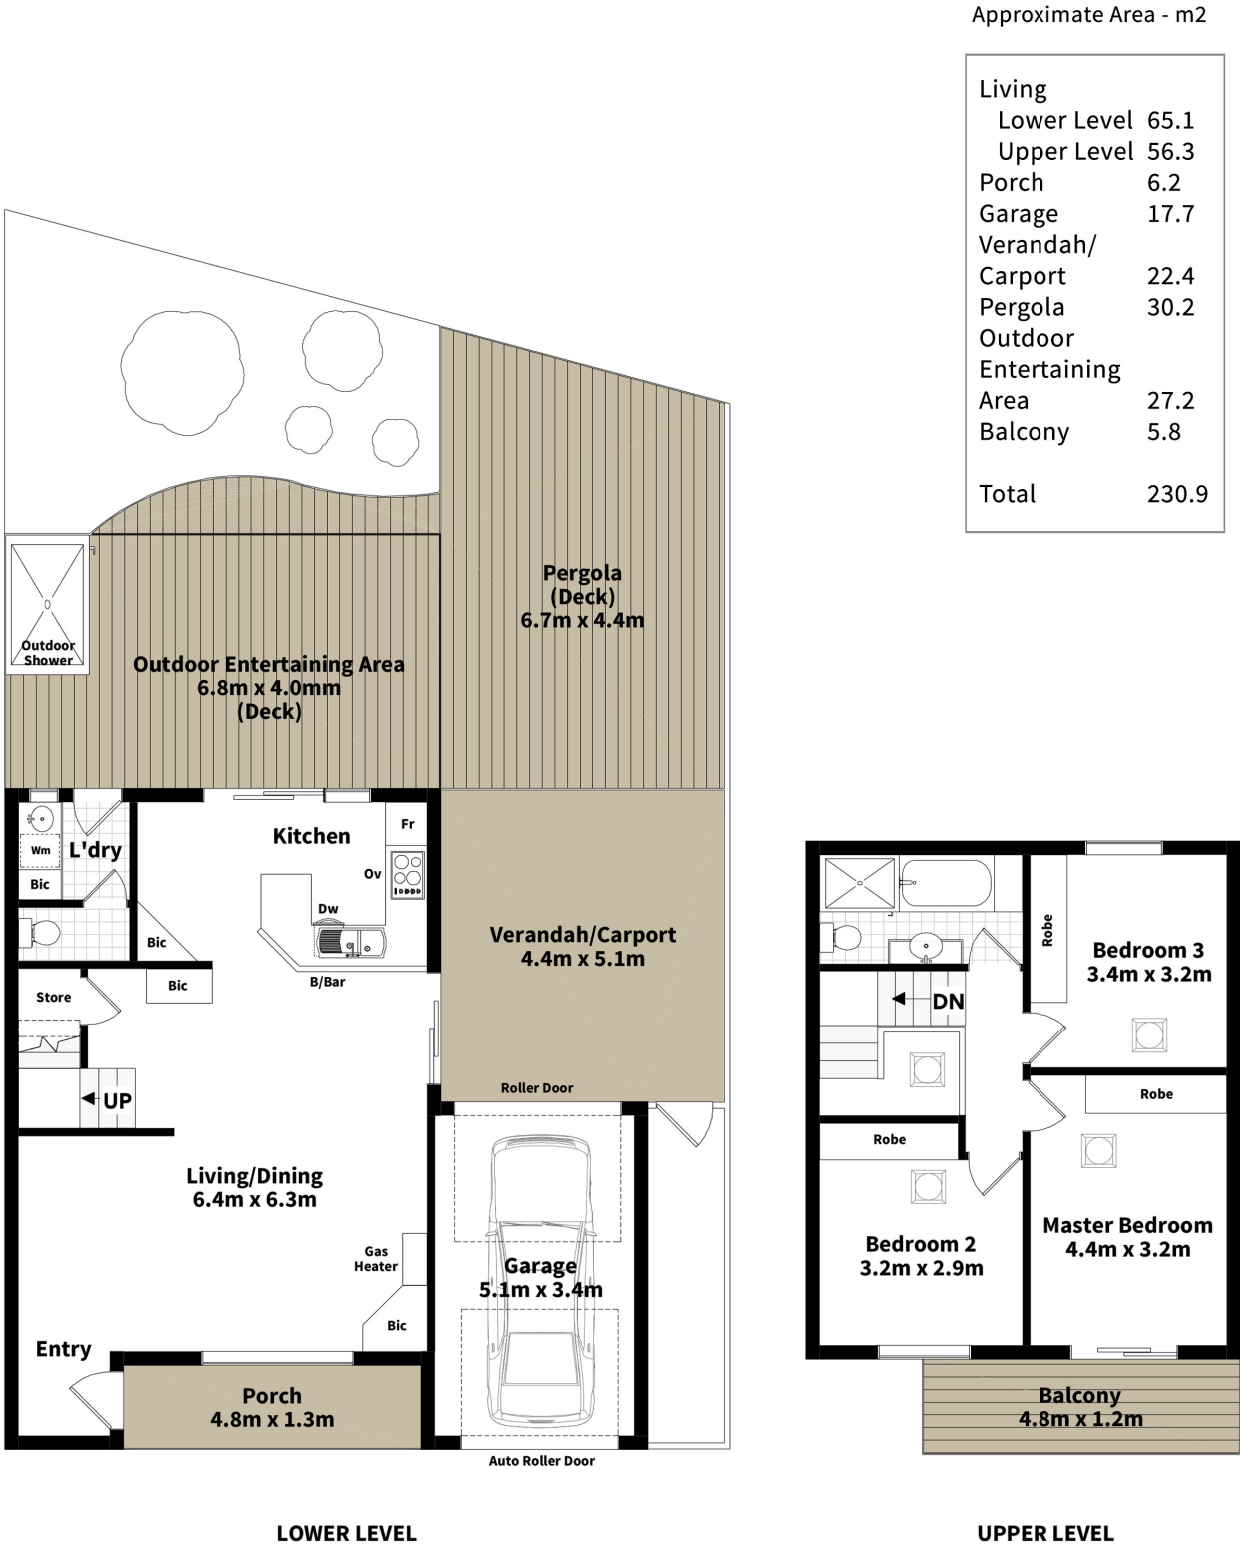 Approximate Area - m2
Living
Lower Level 65.1
Upper Level 56.3
Porch 6.2
Garage 17.7
Verandah/
Carport 22.4
Pergola 30.2
Outdoor
Entertaining
Area 27.2
Balcony 5.8
Total 230.9
Pergola
(Deck)
6.7m x 4.4m
Outdoor
Shower
Outdoor Entertaining Area
6.8m x 4.0mm
(Deck)
Wm
L'dry
Bic
Kitchen
Fr
Ov
Dw
Bic
B/Bar
Verandah/Carport
4.4m x 5.1m
Store
Bic
UP
Roller Door
Living/Dining
6.4m x 6.3m
Gas
Heater
Bic
Garage
5.1m x 3.4m
Entry
Porch
4.8m x 1.3m
Auto Roller Door
LOWER LEVEL
Robe
Bedroom 3
3.4m x 3.2m
DN
Robe
Robe
Bedroom 2
3.2m x 2.9m
Master Bedroom
4.4m x 3.2m
Balcony
4.8m x 1.2m
UPPER LEVEL